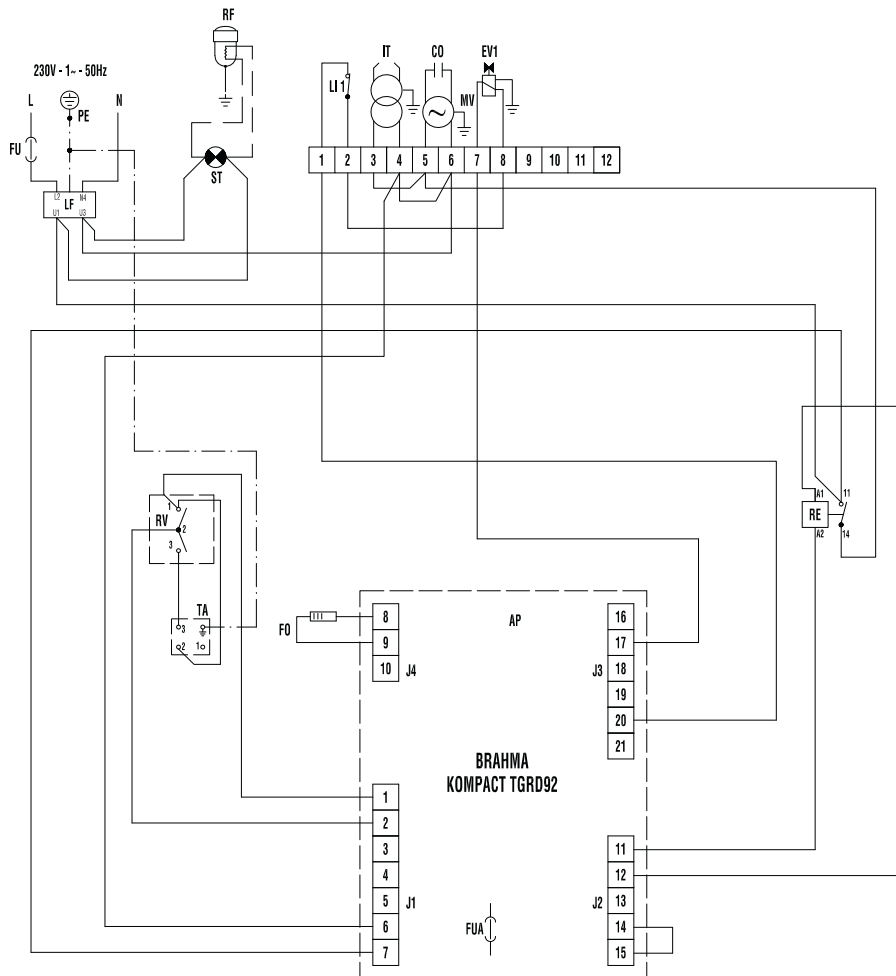 RF
230V - 1~ - 50Hz
IT
CO
EV1
L
PE
N
LI 1
MV
FU
ST
1 2 3 4 5 6 7 8 9 10 11 12
L2 N4
LF
U1 U3
RV
1
2
3
A1
11
RE
A2
14
TA
3
2
1
FO
8
9
10
J4
AP
16
17
18
19
20
21
J3
BRAHMA
KOMPACT TGRD92
1
2
3
4
5
6
7
J1
FUA
11
12
13
14
15
J2